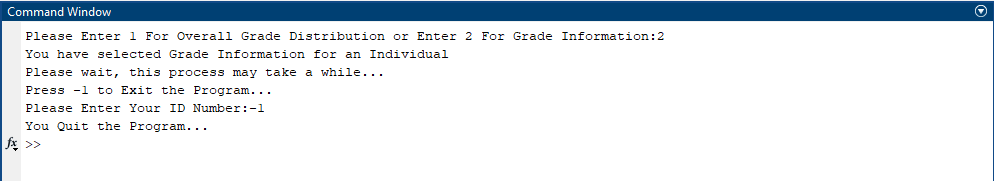 Command Window
Please Enter 1 For Overall Grade Distribution or Enter 2 For Grade Information:2
You have selected Grade Information for an Individual
Please wait, this process may take a while...
Press -1 to Exit the Program...
Please Enter Your ID Number:-1
You Quit the Program...
fx >>